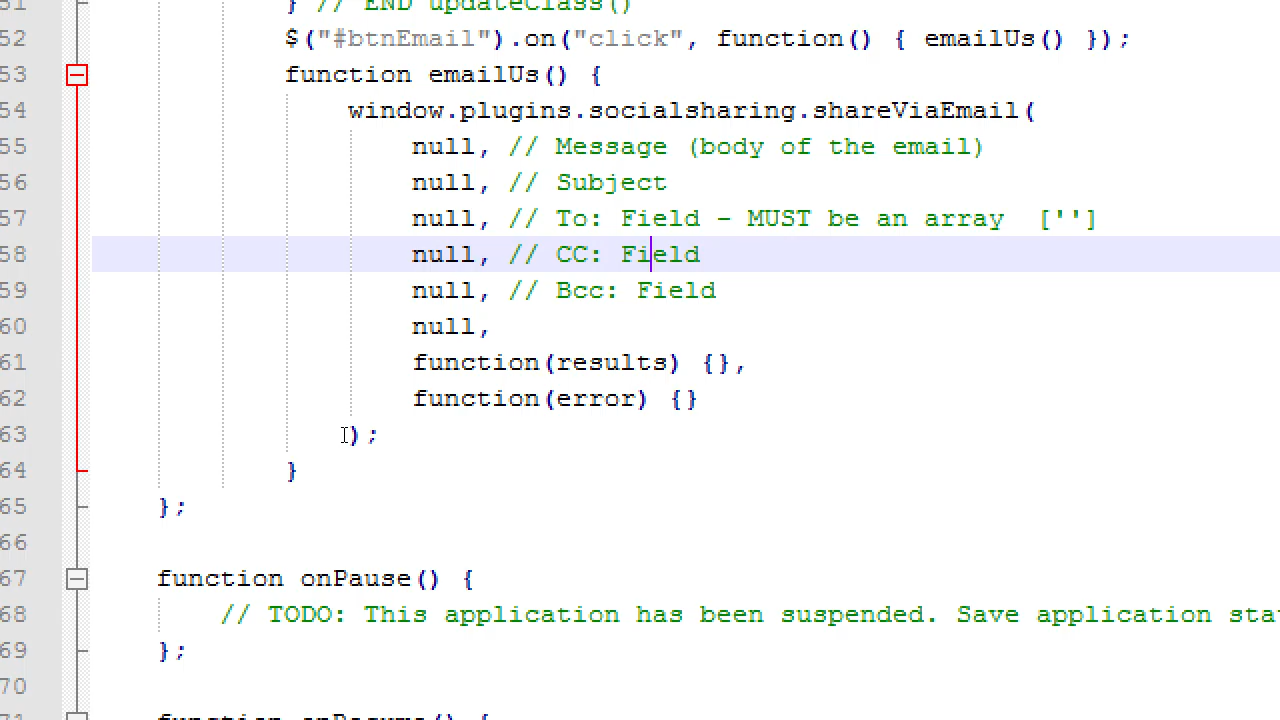 51 } // END updateClass()
52 $("#btnEmail").on("click", function() { emailUs() });
53 function emailUs() {
54 window.plugins.socialsharing.shareViaEmail(
55 null, // Message (body of the email)
56 null, // Subject
57 null, // To: Field - MUST be an array  ['']
58 null, // CC: Field
59 null, // Bcc: Field
60 null,
61 function(results) {},
62 function(error) {}
63 );
64 }
65 };
66
67 function onPause() {
68 // TODO: This application has been suspended. Save application sta
69 };
70
71 function onResume() {